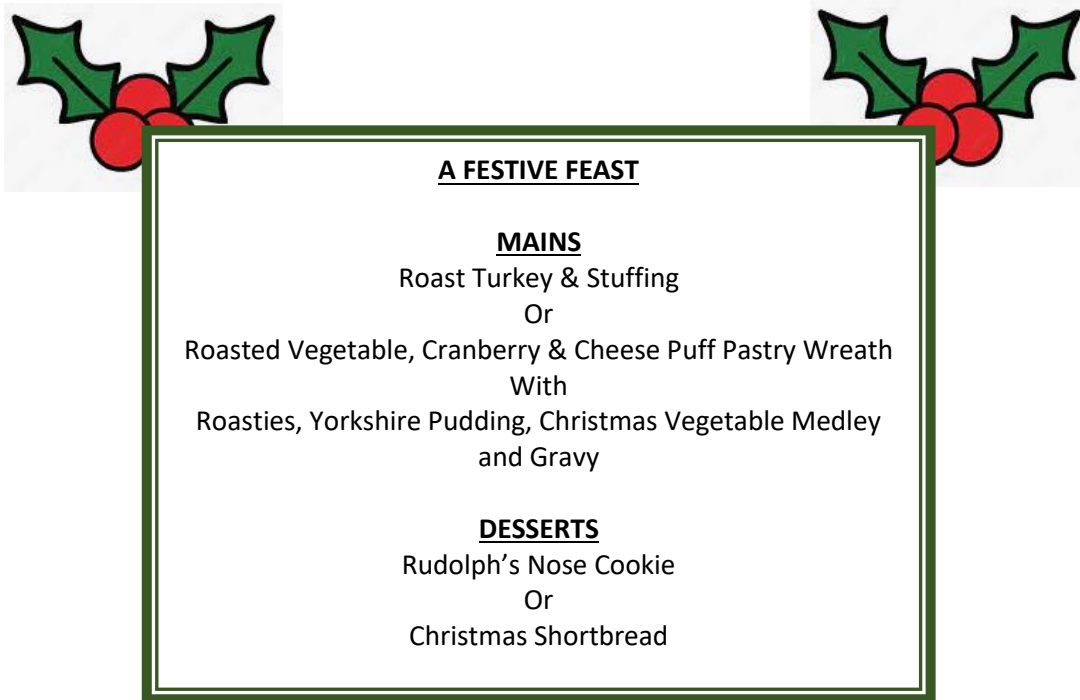 A FESTIVE FEAST
MAINS
Roast Turkey & Stuffing
Or
Roasted Vegetable, Cranberry & Cheese Puff Pastry Wreath
With
Roasties, Yorkshire Pudding, Christmas Vegetable Medley
and Gravy
DESSERTS
Rudolph’s Nose Cookie
Or
Christmas Shortbread